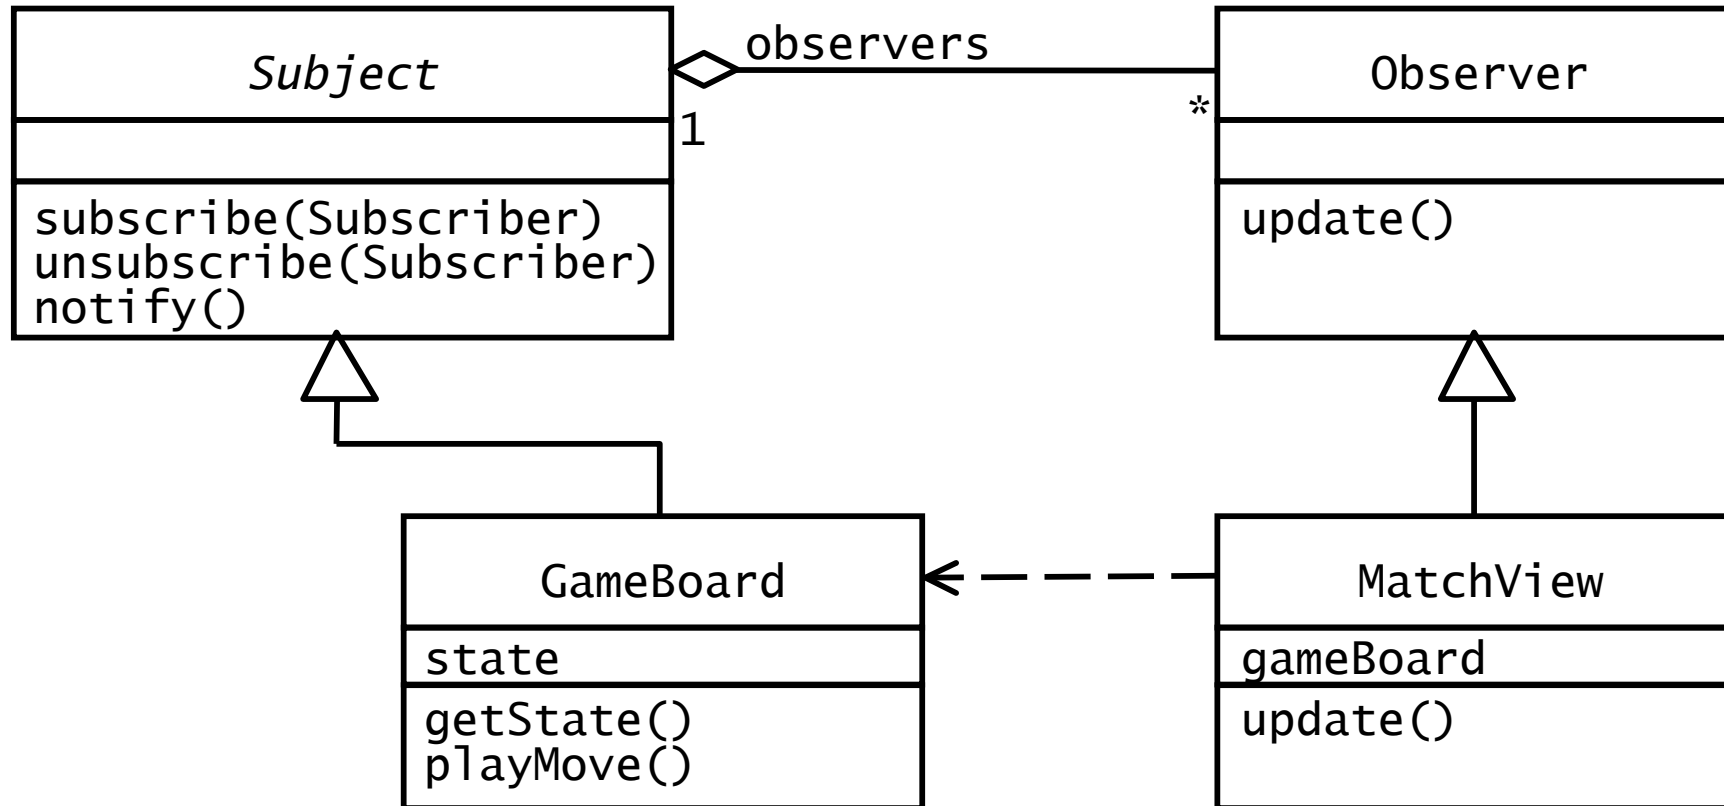 Subject
observers
Observer
1
*
subscribe(Subscriber)
unsubscribe(Subscriber)
notify()
update()
GameBoard
state
getState()
playMove()
MatchView
gameBoard
update()